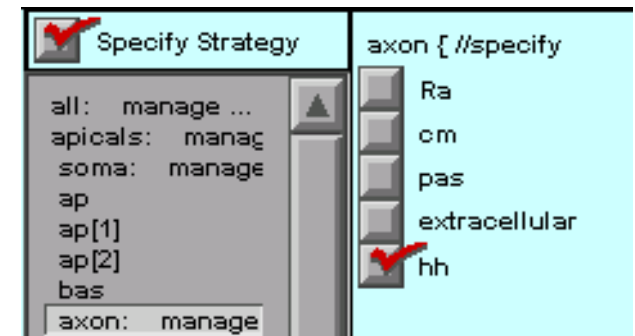 Specify Strategy
all: manage ...
apicals: manag
soma: manage
ap
ap[1]
ap[2]
bas
axon: manage
axon { //specify
Ra
cm
pas
extracellular
hh